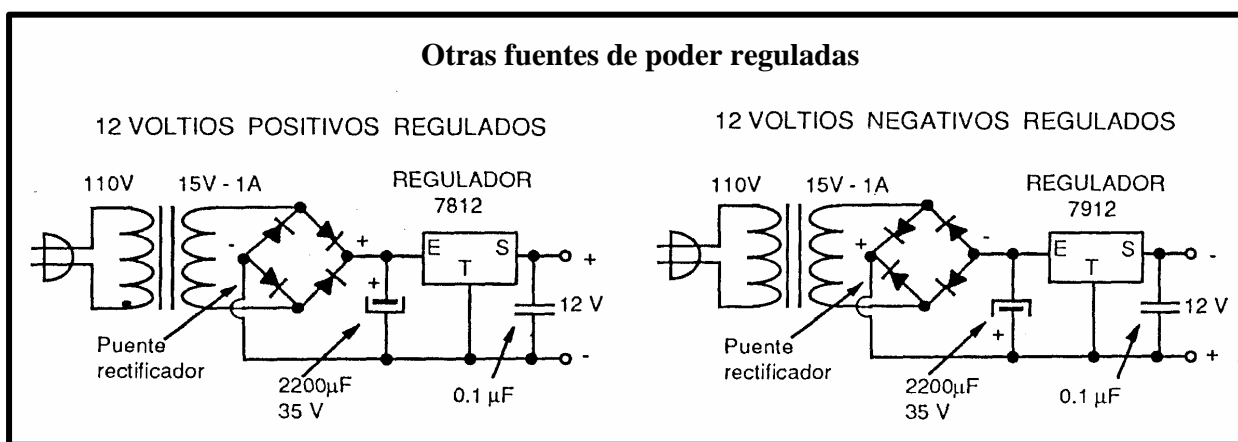 Otras fuentes de poder reguladas
12 VOLTIOS POSITIVOS REGULADOS
110V
15V - 1A
REGULADOR
7812
-
+
E
S
T
+
+
12 V
-
Puente
rectificador
2200µF
35 V
0.1 µF
12 VOLTIOS NEGATIVOS REGULADOS
110V
15V - 1A
REGULADOR
7912
+
-
E
S
T
-
+
12 V
+
Puente
rectificador
2200µF
35 V
0.1 µF